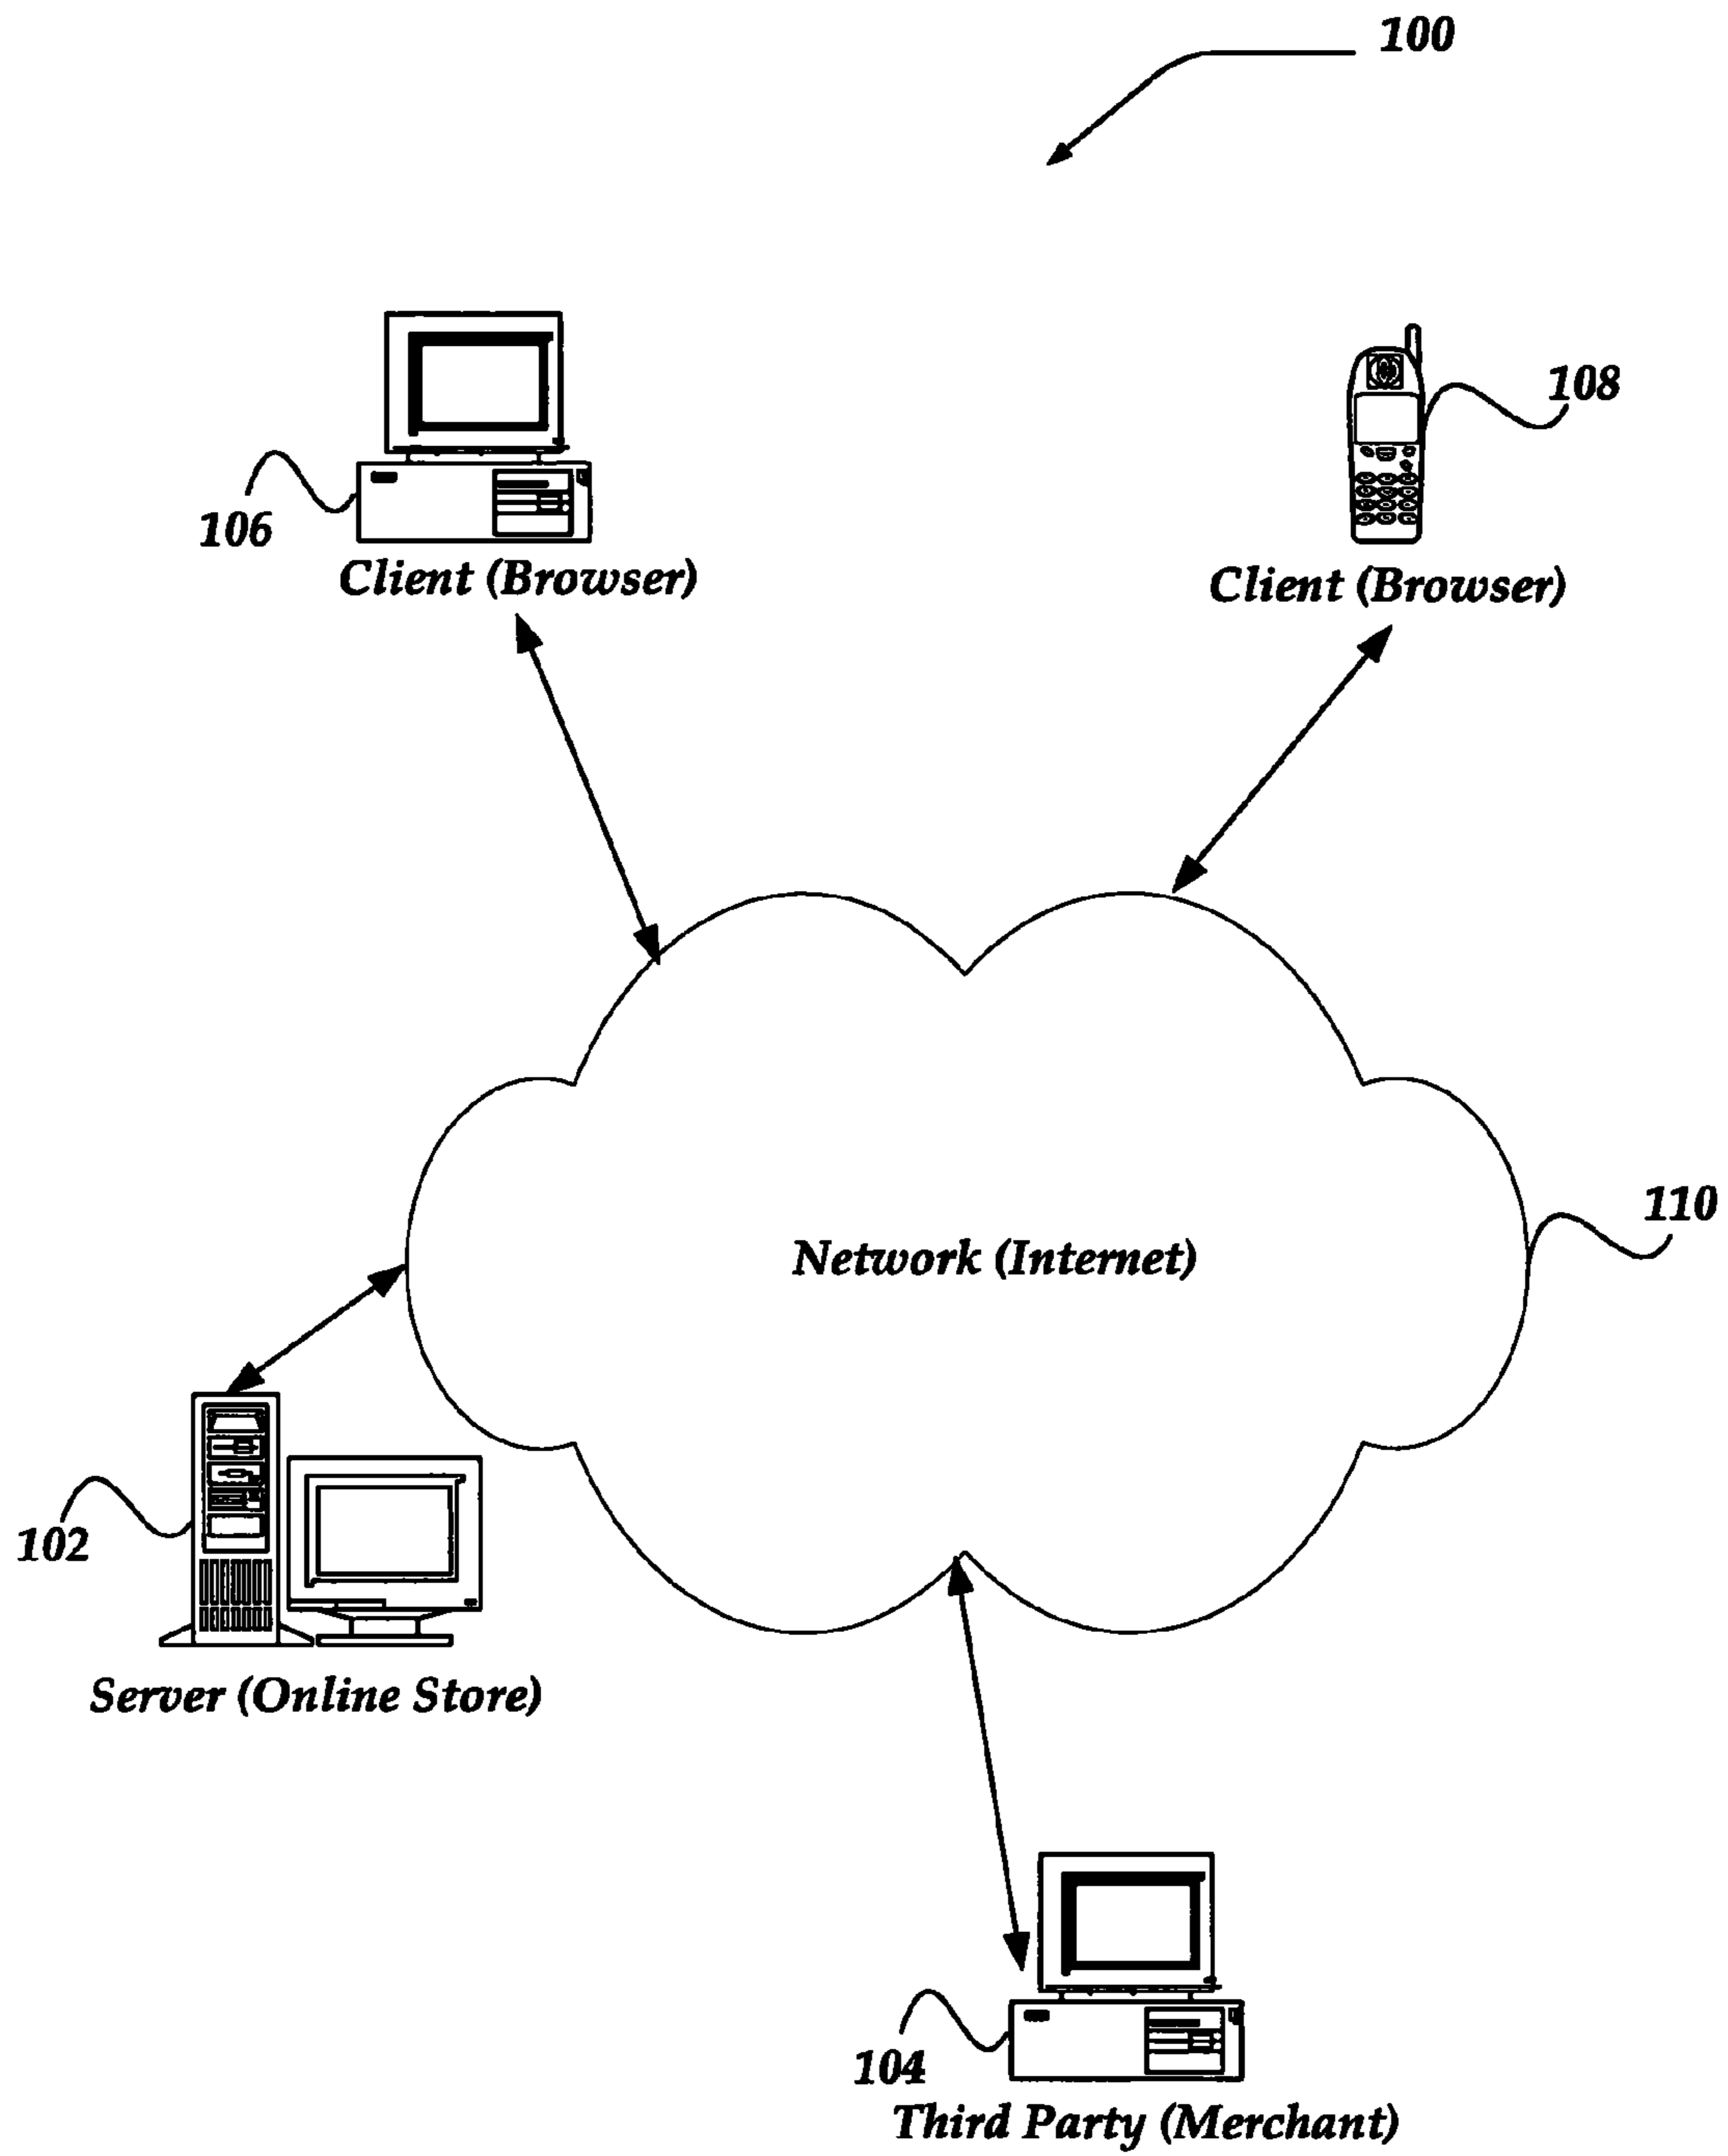 100
108
106
Client (Browser)
Client (Browser)
110
Network (Internet)
102
Server (Online Store)
104
Third Party (Merchant)